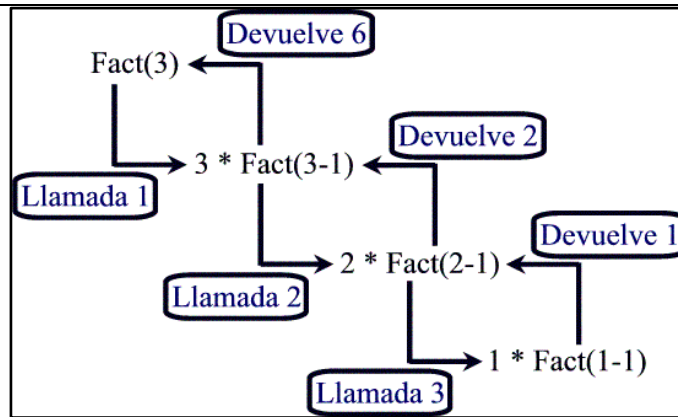 Devuelve 6
Fact(3)
Devuelve 2
3 * Fact(3-1)
Llamada 1
Devuelve 1
2 * Fact(2-1)
Llamada 2
1 * Fact(1-1)
Llamada 3